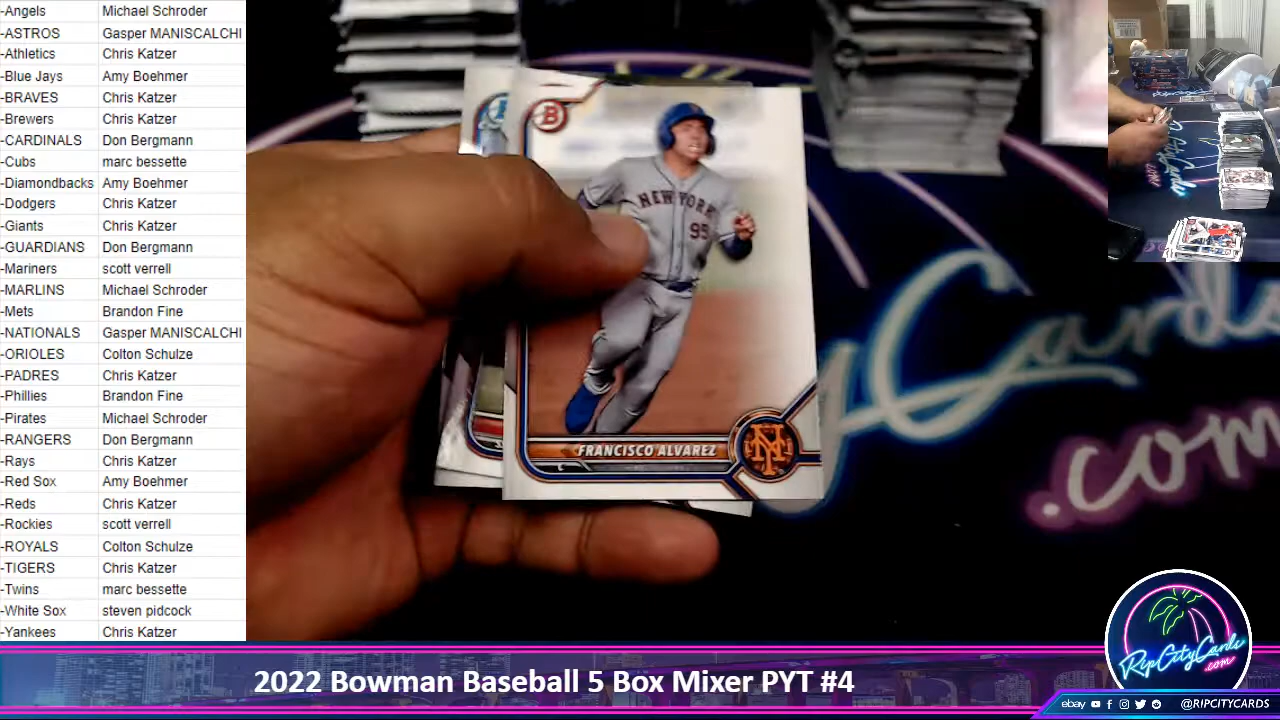 -Angels Michael Schroder
-ASTROS Gasper MANISCALCHI
-Athletics Chris Katzer
-Blue Jays Amy Boehmer
-BRAVES Chris Katzer
-Brewers Chris Katzer
-CARDINALS Don Bergmann
-Cubs marc bessette
-Diamondbacks Amy Boehmer
-Dodgers Chris Katzer
-Giants Chris Katzer
-GUARDIANS Don Bergmann
-Mariners scott verrell
-MARLINS Michael Schroder
-Mets Brandon Fine
-NATIONALS Gasper MANISCALCHI
-ORIOLES Colton Schulze
-PADRES Chris Katzer
-Phillies Brandon Fine
-Pirates Michael Schroder
-RANGERS Don Bergmann
-Rays Chris Katzer
-Red Sox Amy Boehmer
-Reds Chris Katzer
-Rockies scott verrell
-ROYALS Colton Schulze
-TIGERS Chris Katzer
-Twins marc bessette
-White Sox steven pidcock
-Yankees Chris Katzer
B
NEW YORK
95
FRANCISCO ALVAREZ
NY
Cards
.com
RipCityCards
.com
2022 Bowman Baseball 5 Box Mixer PYT #4
ebay @RIPCITYCARDS